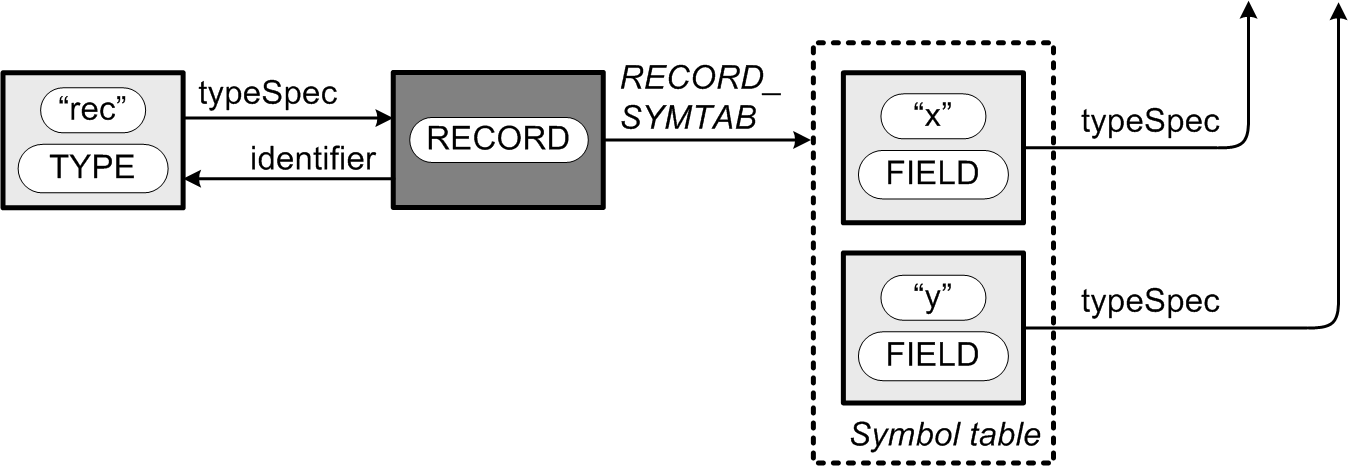 “rec”
TYPE
typeSpec
identifier
RECORD
RECORD_
SYMTAB
“x”
FIELD
typeSpec
“y”
FIELD
typeSpec
Symbol table